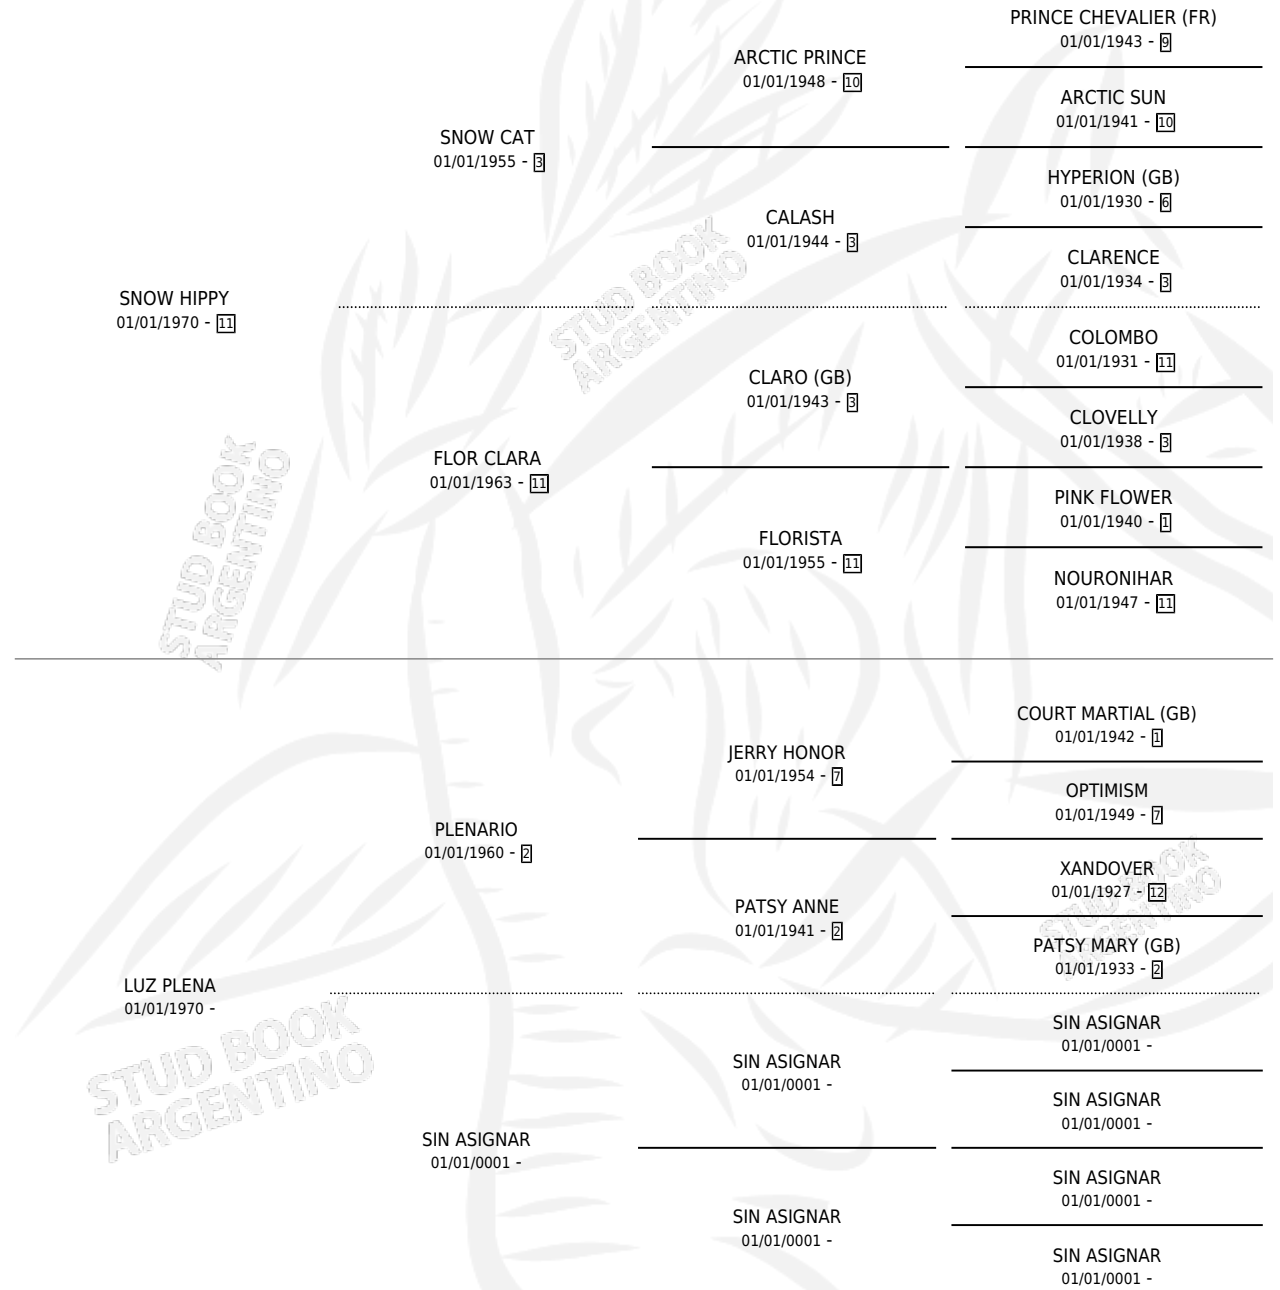 PRINCE CHEVALIER (FR)
01/01/1943 - 9
ARCTIC PRINCE
01/01/1948 - 10
ARCTIC SUN
01/01/1941 - 10
SNOW CAT
01/01/1955 - 3
HYPERION (GB)
01/01/1930 - 6
CALASH
01/01/1944 - 3
CLARENCE
01/01/1934 - 3
SNOW HIPPY
01/01/1970 - 11
COLOMBO
01/01/1931 - 11
CLARO (GB)
01/01/1943 - 3
CLOVELLY
01/01/1938 - 3
FLOR CLARA
01/01/1963 - 11
PINK FLOWER
01/01/1940 - 1
FLORISTA
01/01/1955 - 11
NOURONIHAR
01/01/1947 - 11
COURT MARTIAL (GB)
01/01/1942 - 1
JERRY HONOR
01/01/1954 - 7
OPTIMISM
01/01/1949 - 7
PLENARIO
01/01/1960 - 2
XANDOVER
01/01/1927 - 12
PATSY ANNE
01/01/1941 - 2
PATSY MARY (GB)
01/01/1933 - 2
LUZ PLENA
01/01/1970 -
SIN ASIGNAR
01/01/0001 -
SIN ASIGNAR
01/01/0001 -
SIN ASIGNAR
01/01/0001 -
SIN ASIGNAR
01/01/0001 -
SIN ASIGNAR
01/01/0001 -
SIN ASIGNAR
01/01/0001 -
SIN ASIGNAR
01/01/0001 -
STUD BOOK
ARGENTINO
STUD BOOK
ARGENTINO
STUD BOOK
ARGENTINO
STUD BOOK
ARGENTINO